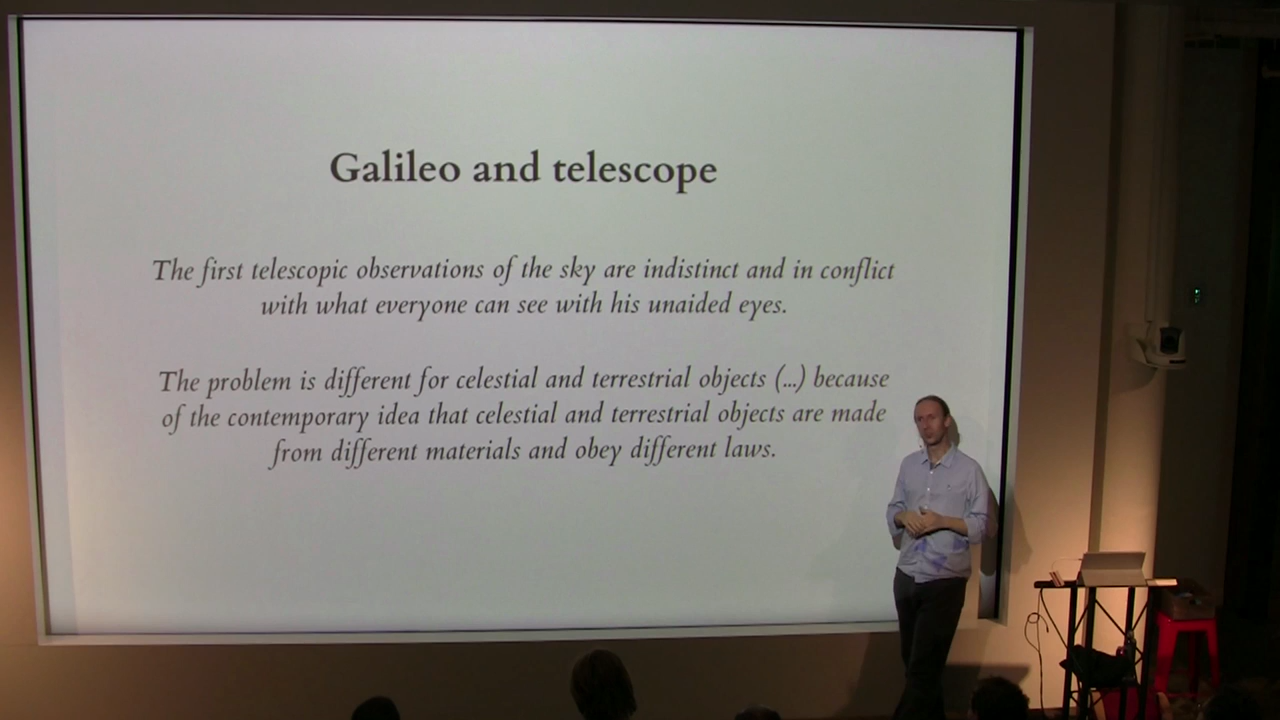 Galileo and telescope
The first telescopic observations of the sky are indistinct and in conflict
with what everyone can see with his unaided eyes.
The problem is different for celestial and terrestrial objects (...) because
of the contemporary idea that celestial and terrestrial objects are made
from different materials and obey different laws.